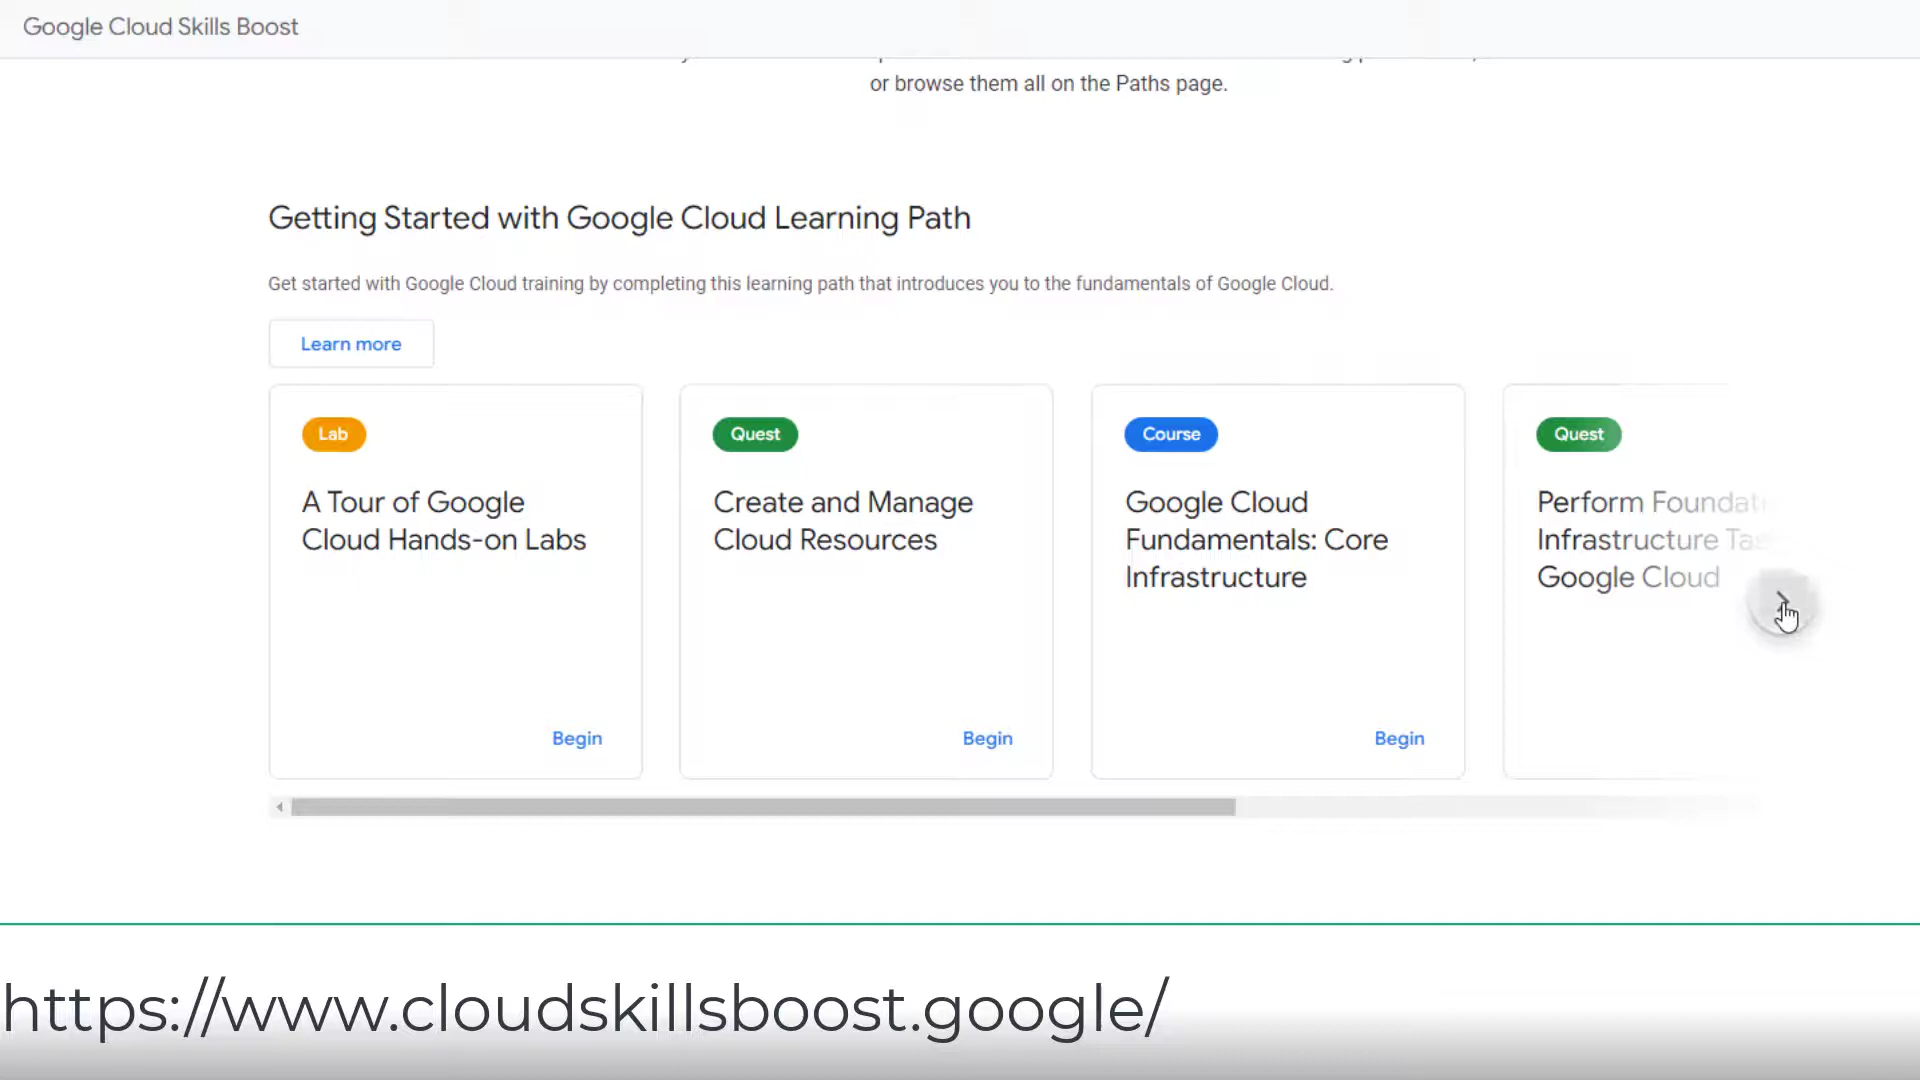 Google Cloud Skills Boost
or browse them all on the Paths page.
Getting Started with Google Cloud Learning Path
Get started with Google Cloud training by completing this learning path that introduces you to the fundamentals of Google Cloud.
Learn more
Lab
A Tour of Google
Cloud Hands-on Labs
Begin
Quest
Create and Manage
Cloud Resources
Begin
Course
Google Cloud
Fundamentals: Core
Infrastructure
Begin
Quest
Perform
Infrastructure
Google Cloud
https://www.cloudskillsboost.google/